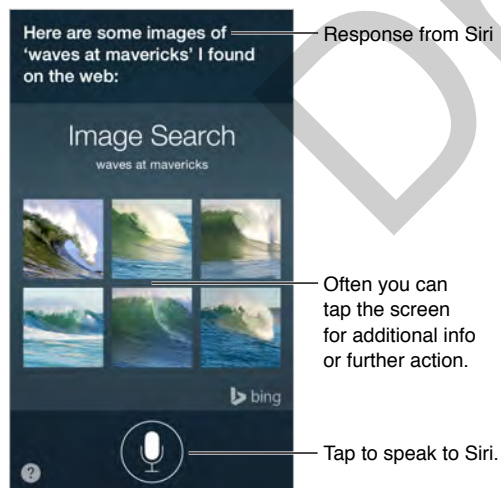 Here are some images of
‘waves at mavericks’ I found
on the web:
Response from Siri
Image Search
waves at mavericks
Often you can
tap the screen
for additional info
or further action.
bing
Tap to speak to Siri.
?